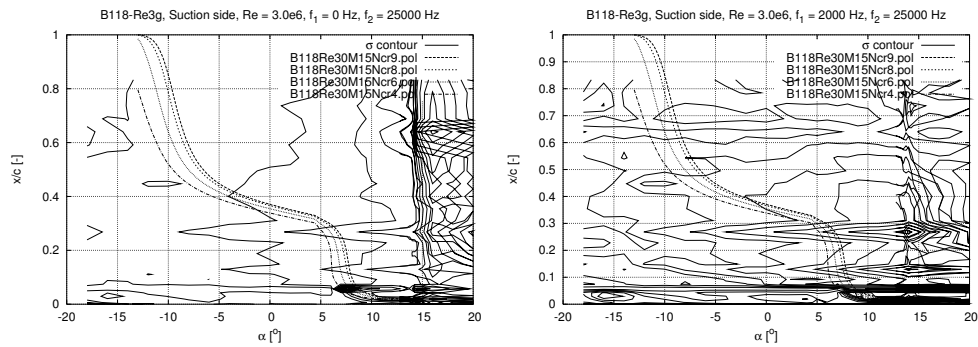 B118-Re3g, Suction side, Re = 3.0e6, f1 = 0 Hz, f2 = 25000 Hz
σ contour
B118Re30M15Ncr9.pol
B118Re30M15Ncr8.pol
B118Re30M15Ncr6.pol
B118Re30M15Ncr4.pol
x/c [-]
1
0.8
0.6
0.4
0.2
0
-20 -15 -10 -5 0 5 10 15 20
α [°]
B118-Re3g, Suction side, Re = 3.0e6, f1 = 2000 Hz, f2 = 25000 Hz
σ contour
B118Re30M15Ncr9.pol
B118Re30M15Ncr8.pol
B118Re30M15Ncr6.pol
B118Re30M15Ncr4.pol
x/c [-]
1
0.9
0.8
0.7
0.6
0.5
0.4
0.3
0.2
0.1
0
-20 -15 -10 -5 0 5 10 15 20
α [°]